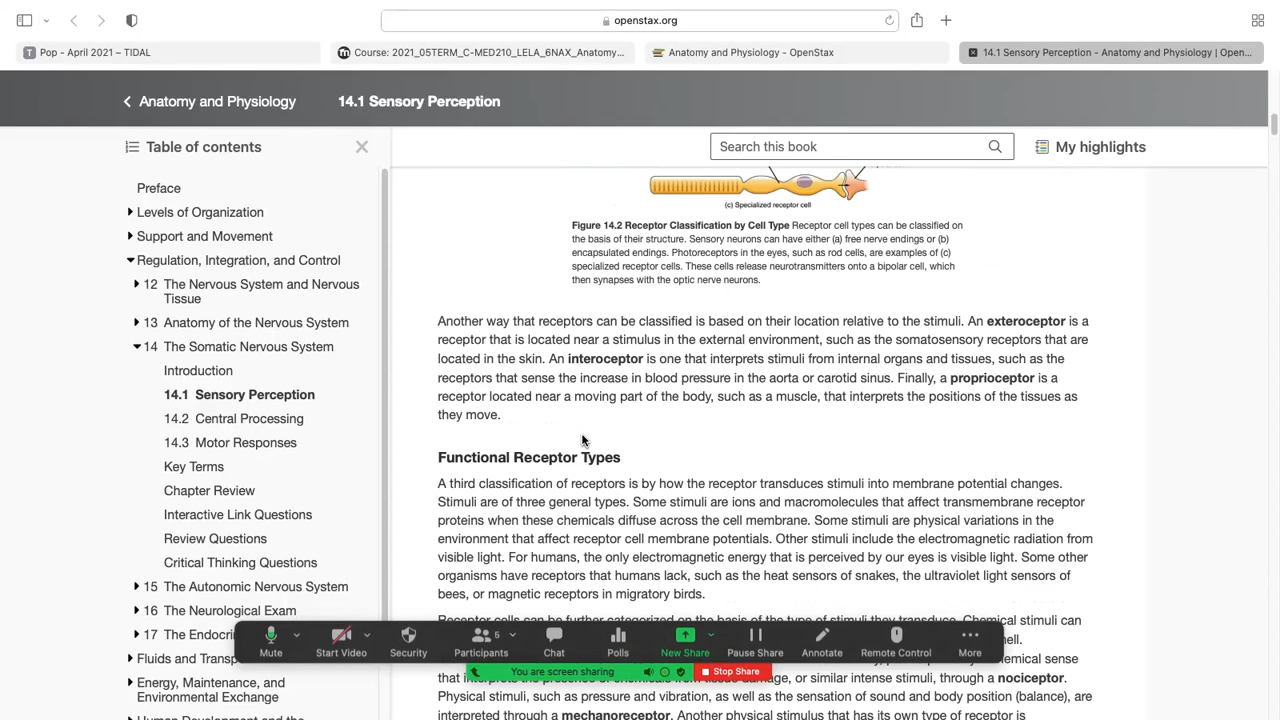 openstax.org
Pop - April 2021 – TIDAL
Course: 2021_05TERM_C-MED210_LELA_6NAX_Anatomy...
Anatomy and Physiology - OpenStax
14.1 Sensory Perception - Anatomy and Physiology | Open...
Anatomy and Physiology
14.1 Sensory Perception
Table of contents
Search this book
My highlights
Preface
Levels of Organization
Support and Movement
Regulation, Integration, and Control
12 The Nervous System and Nervous
Tissue
13 Anatomy of the Nervous System
14 The Somatic Nervous System
Introduction
14.1 Sensory Perception
14.2 Central Processing
14.3 Motor Responses
Key Terms
Chapter Review
Interactive Link Questions
Review Questions
Critical Thinking Questions
15 The Autonomic Nervous System
16 The Neurological Exam
17 The Endocri
Fluids and Transp
Energy, Maintenance, and
Environmental Exchange
Human Development and the
(c) Specialized receptor cell
Figure 14.2 Receptor Classification by Cell Type Receptor cell types can be classified on
the basis of their structure. Sensory neurons can have either (a) free nerve endings or (b)
encapsulated endings. Photoreceptors in the eyes, such as rod cells, are examples of (c)
specialized receptor cells. These cells release neurotransmitters onto a bipolar cell, which
then synapses with the optic nerve neurons.
Another way that receptors can be classified is based on their location relative to the stimuli. An exteroceptor is a
receptor that is located near a stimulus in the external environment, such as the somatosensory receptors that are
located in the skin. An interoceptor is one that interprets stimuli from internal organs and tissues, such as the
receptors that sense the increase in blood pressure in the aorta or carotid sinus. Finally, a proprioceptor is a
receptor located near a moving part of the body, such as a muscle, that interprets the positions of the tissues as
they move.
Functional Receptor Types
A third classification of receptors is by how the receptor transduces stimuli into membrane potential changes.
Stimuli are of three general types. Some stimuli are ions and macromolecules that affect transmembrane receptor
proteins when these chemicals diffuse across the cell membrane. Some stimuli are physical variations in the
environment that affect receptor cell membrane potentials. Other stimuli include the electromagnetic radiation from
visible light. For humans, the only electromagnetic energy that is perceived by our eyes is visible light. Some other
organisms have receptors that humans lack, such as the heat sensors of snakes, the ultraviolet light sensors of
bees, or magnetic receptors in migratory birds.
Receptor cells can be further categorized on the basis of the type of stimuli they transduce. Chemical stimuli can
ell.
emical sense
that interprets the presence of chemicals from tissue damage, or similar intense stimuli, through a nociceptor.
Physical stimuli, such as pressure and vibration, as well as the sensation of sound and body position (balance), are
interpreted through a mechanoreceptor. Another physical stimulus that has its own type of receptor is
Mute
Start Video
Security
5
Participants
Chat
Polls
New Share
Pause Share
Annotate
Remote Control
More
You are screen sharing
Stop Share